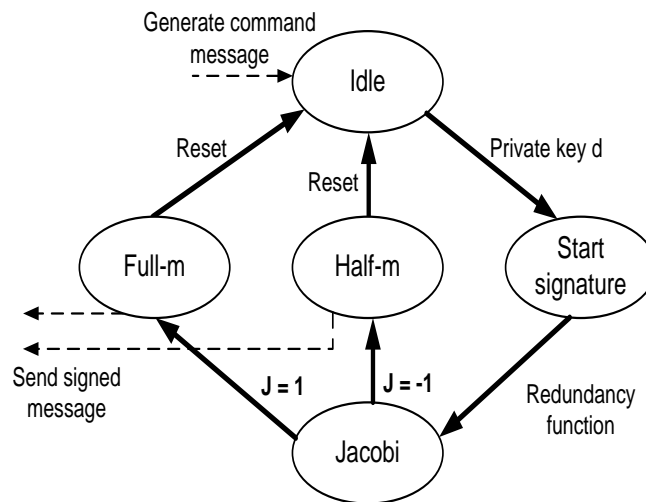 Generate command
message
Idle
Reset
Private key d
Reset
Full-m
Half-m
Start
signature
Send signed
message
J = 1
J = -1
Redundancy
function
Jacobi